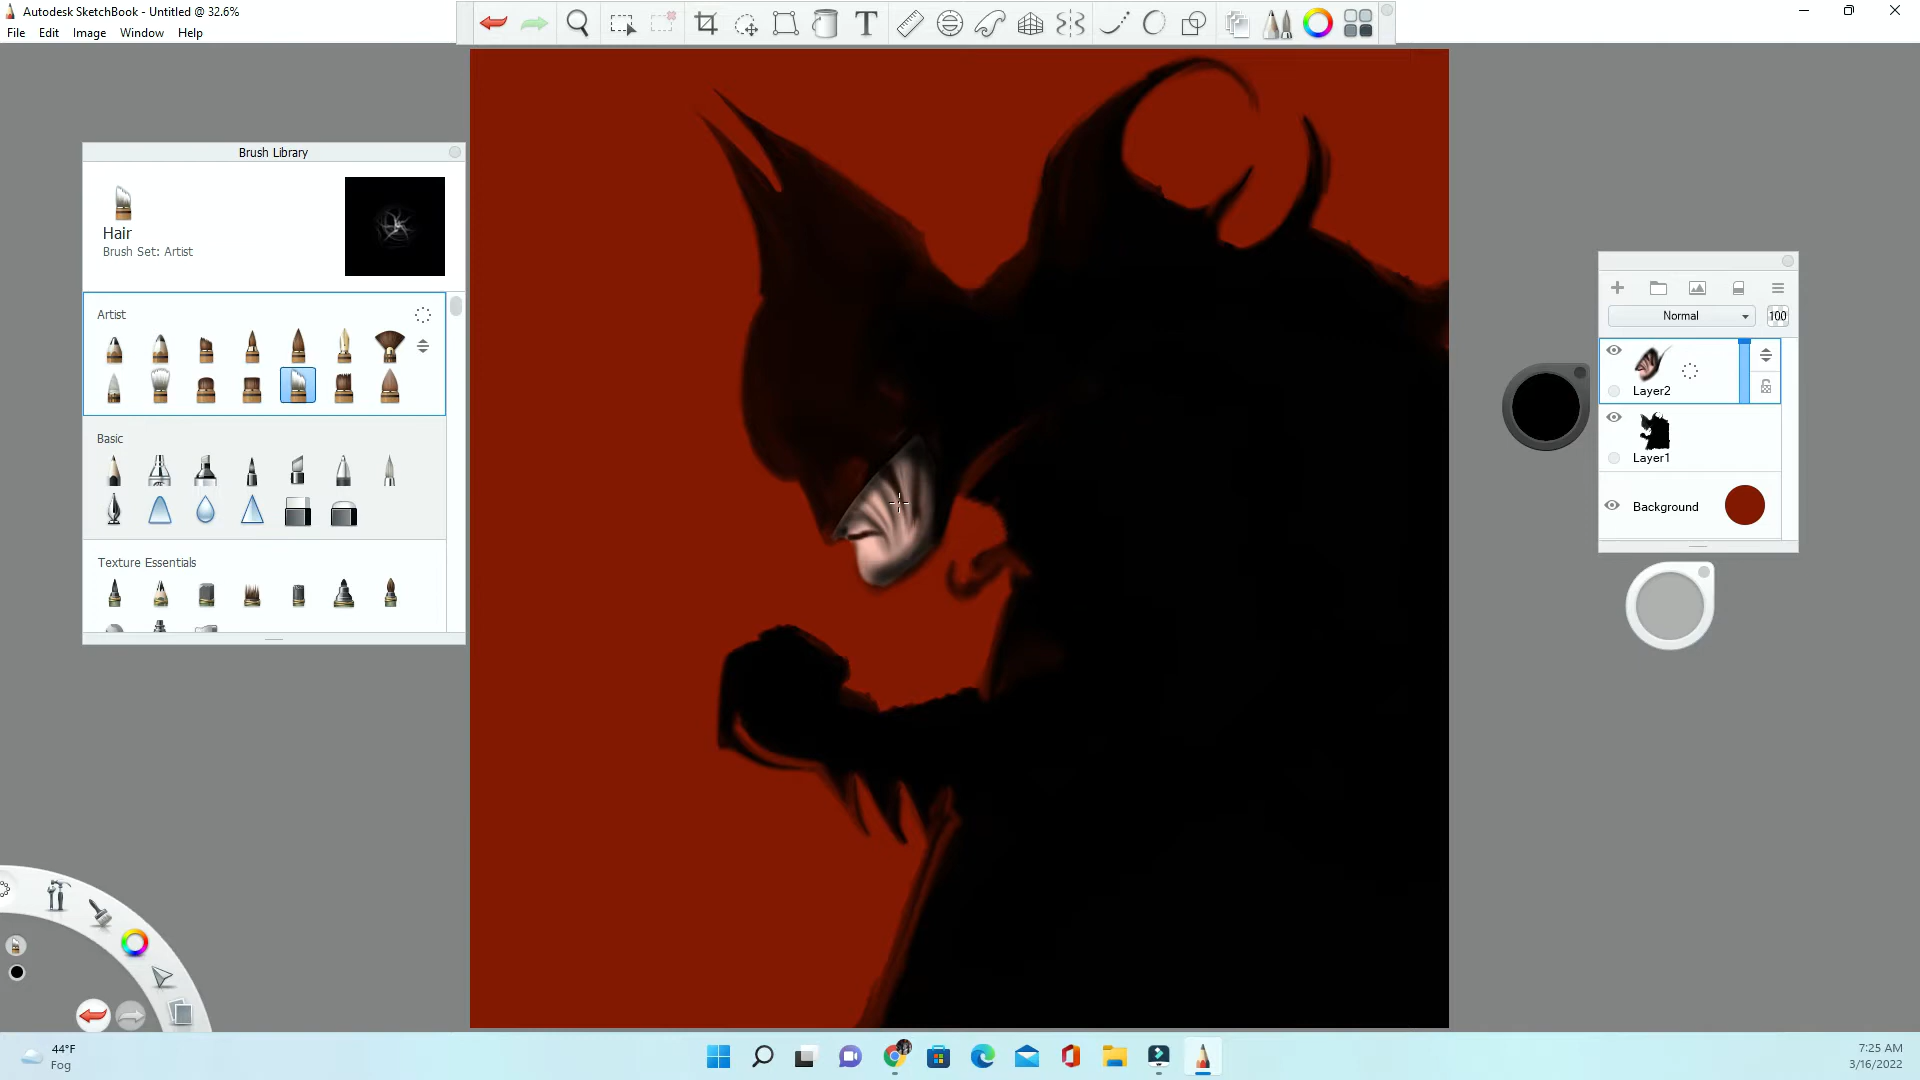 Autodesk SketchBook - Untitled @ 32.6%
File Edit Image Window Help
T
Brush Library
Hair
Brush Set: Artist
Artist
Basic
Texture Essentials
Normal 100
Layer2
Layer1
Background
44°F
Fog
7:25 AM
3/16/2022